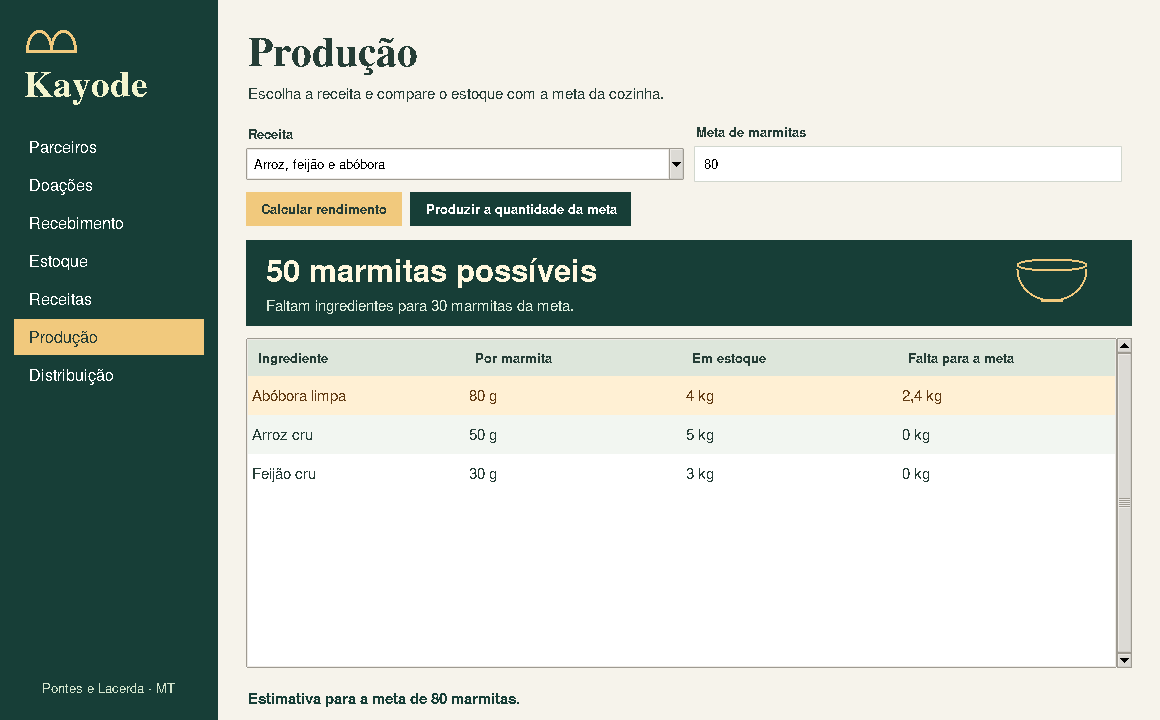 Kayode
Parceiros
Doações
Recebimento
Estoque
Receitas
Produção
Distribuição
Pontes e Lacerda - MT
Produção
Escolha a receita e compare o estoque com a meta da cozinha.
Receita
Meta de marmitas
Arroz, feijão e abóbora
80
Calcular rendimento
Produzir a quantidade da meta
50 marmitas possíveis
Faltam ingredientes para 30 marmitas da meta.
Ingrediente Por marmita Em estoque Falta para a meta
Abóbora limpa 80 g 4 kg 2,4 kg
Arroz cru 50 g 5 kg 0 kg
Feijão cru 30 g 3 kg 0 kg
Estimativa para a meta de 80 marmitas.